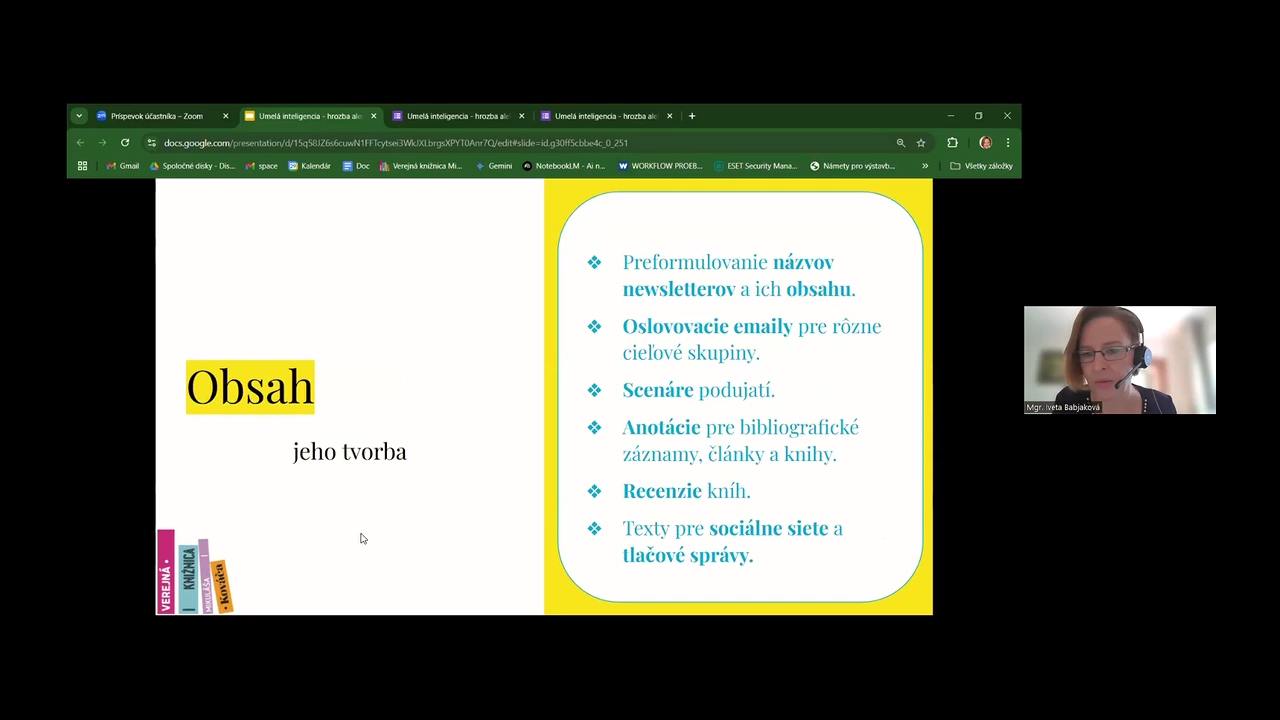 Príspevok účastníka – Zoom
Umelá inteligencia - hrozba ale
Umelá inteligencia - hrozba ale
Umelá inteligencia - hrozba ale
Gmail
Spoločné disky - Dis...
space
Kalendár
Doc
Verejná knižnica Mi...
Gemini
NotebookLM - Ai n...
WORKFLOW PROEB...
ESET Security Mana...
Námety pro výstavb...
»
Všetky záložky
Obsah
jeho tvorba
VEREJNÁ •
KNIŽNICA
MIKULÁŠA
• Kováča
❖ Preformulovanie názvov
newsletterov a ich obsahu.
❖ Oslovovacie emaily pre rôzne
cieľové skupiny.
❖ Scenáre podujatí.
❖ Anotácie pre bibliografické
záznamy, články a knihy.
❖ Recenzie kníh.
❖ Texty pre sociálne siete a
tlačové správy.
Mgr. Iveta Babjaková